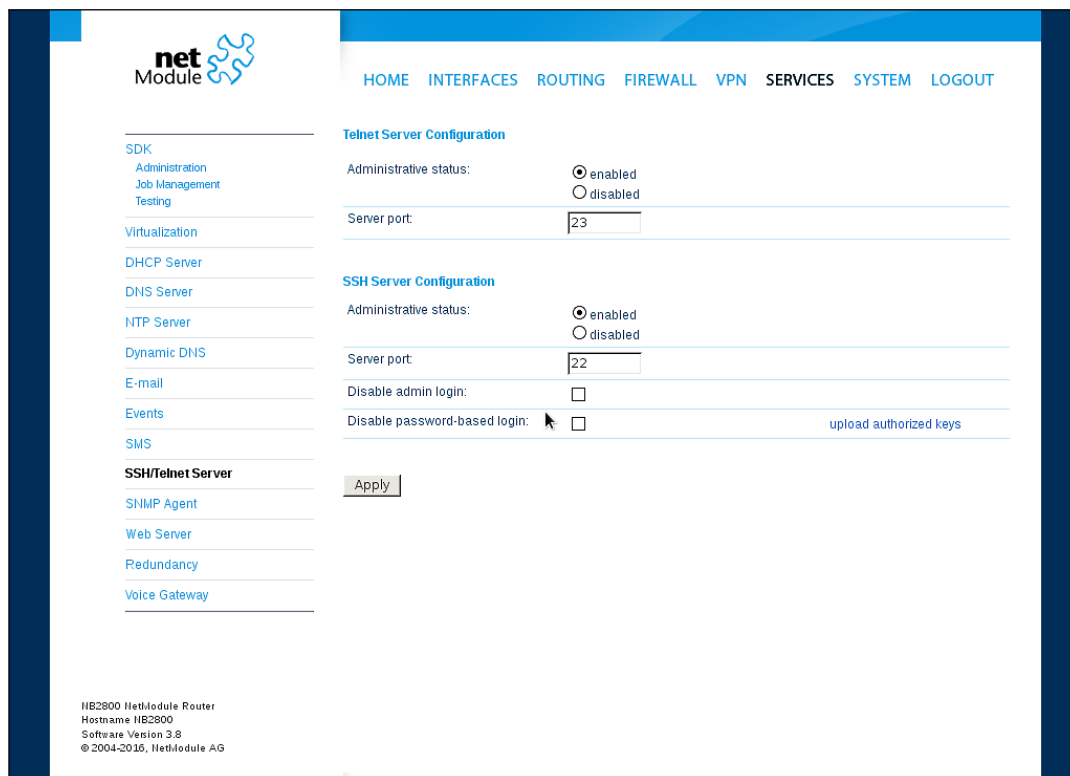 net
Module
HOME INTERFACES ROUTING FIREWALL VPN SERVICES SYSTEM LOGOUT
SDK
Administration
Job Management
Testing
Virtualization
DHCP Server
DNS Server
NTP Server
Dynamic DNS
E-mail
Events
SMS
SSH/Telnet Server
SNMP Agent
Web Server
Redundancy
Voice Gateway
Telnet Server Configuration
Administrative status:
enabled
disabled
Server port: 23
SSH Server Configuration
Administrative status:
enabled
disabled
Server port: 22
Disable admin login:
Disable password-based login: upload authorized keys
Apply
NB2800 NetModule Router
Hostname NB2800
Software Version 3.8
© 2004-2016, NetModule AG